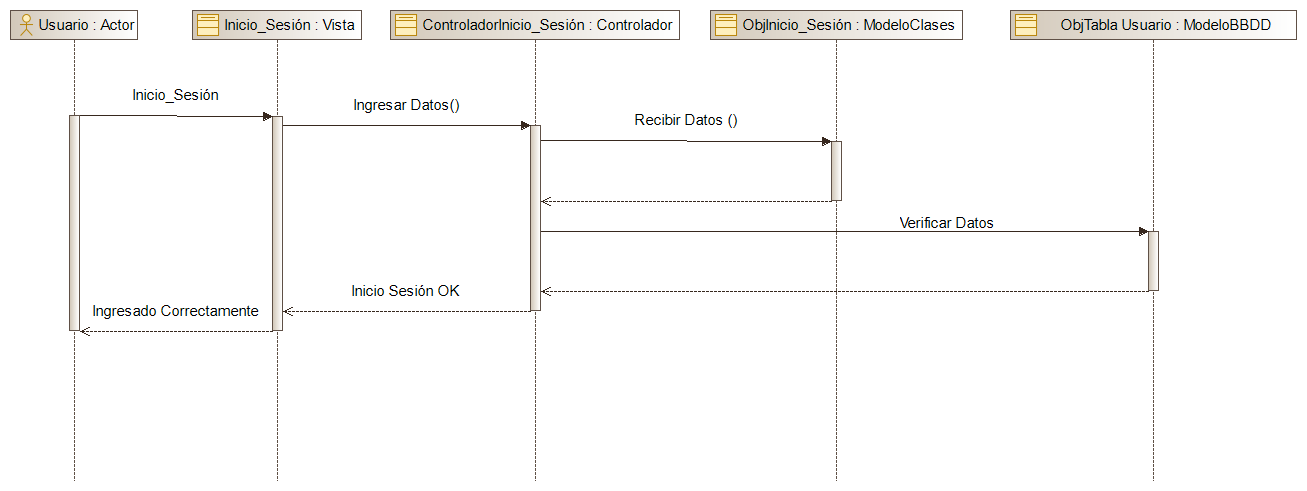 Usuario : Actor
Inicio_Sesión : Vista
ControladorInicio_Sesión : Controlador
ObjInicio_Sesión : ModeloClases
ObjTabla Usuario : ModeloBBDD
Inicio_Sesión
Ingresar Datos()
Recibir Datos ()
Verificar Datos
Inicio Sesión OK
Ingresado Correctamente